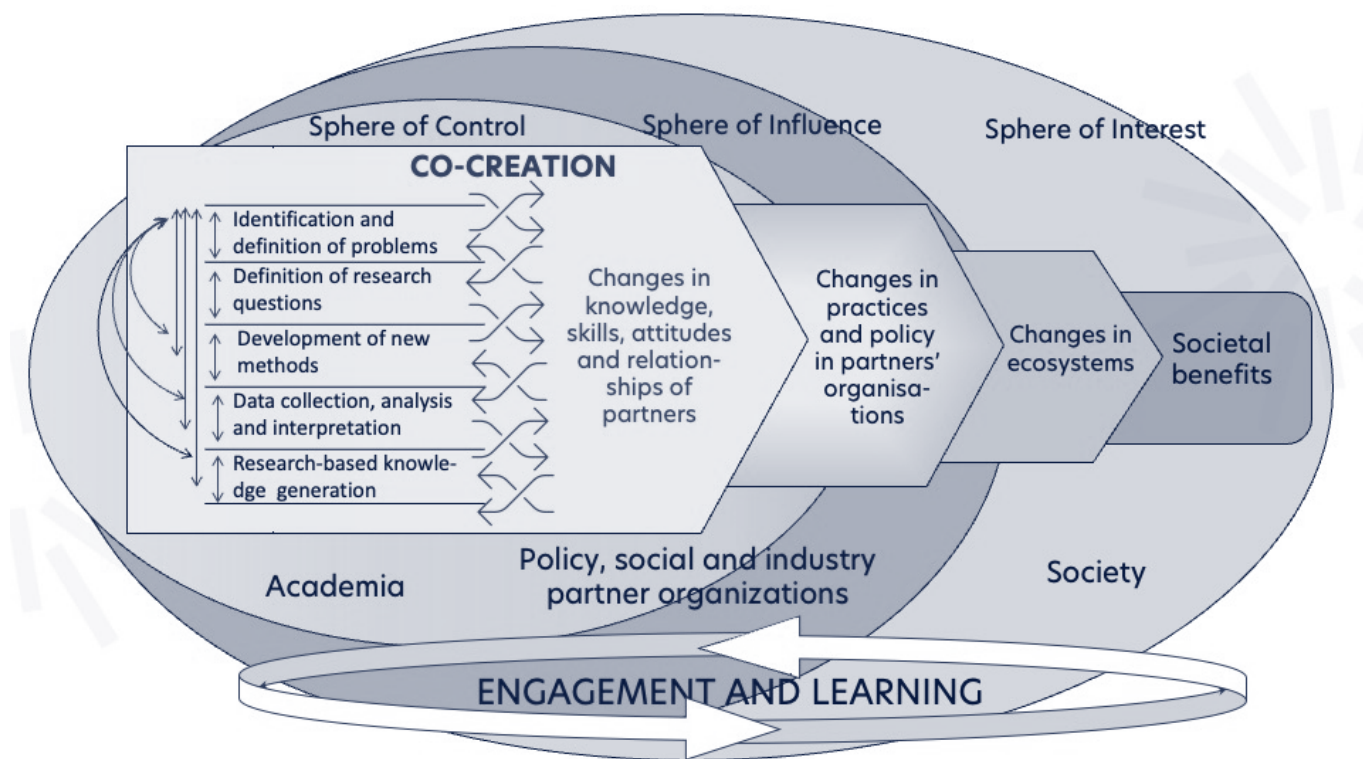 Sphere of Control
Sphere of Influence
Sphere of Interest
CO-CREATION
Identification and
definition of problems
Definition of research
questions
Development of new
methods
Data collection, analysis
and interpretation
Research-based knowle-
dge generation
Changes in
knowledge,
skills, attitudes
and relation-
ships of
partners
Changes in
practices
and policy
in partners’
organisa-
tions
Changes in
ecosystems
Societal
benefits
Academia
Policy, social and industry
partner organizations
Society
ENGAGEMENT AND LEARNING